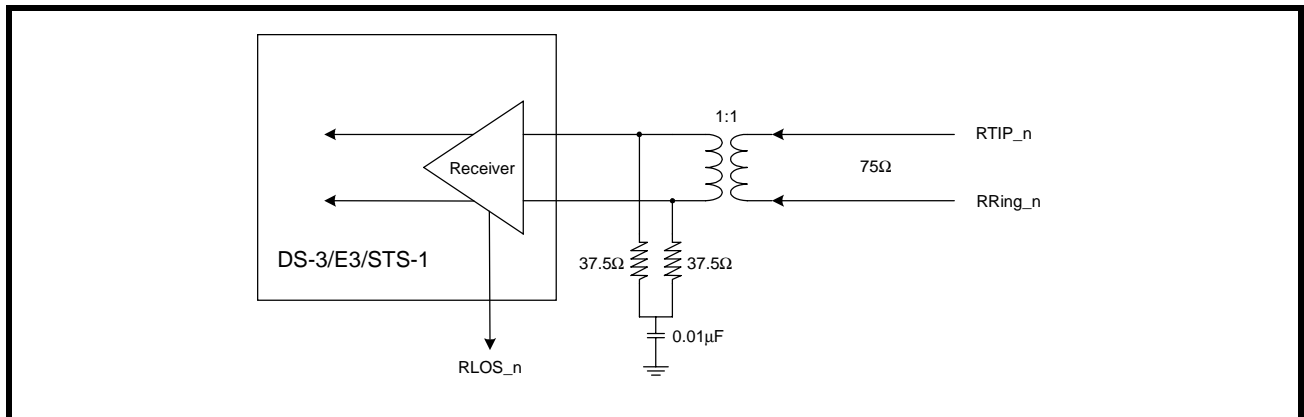 1:1
RTIP_n
Receiver
75Ω
RRing_n
DS-3/E3/STS-1
37.5Ω
37.5Ω
0.01µF
RLOS_n